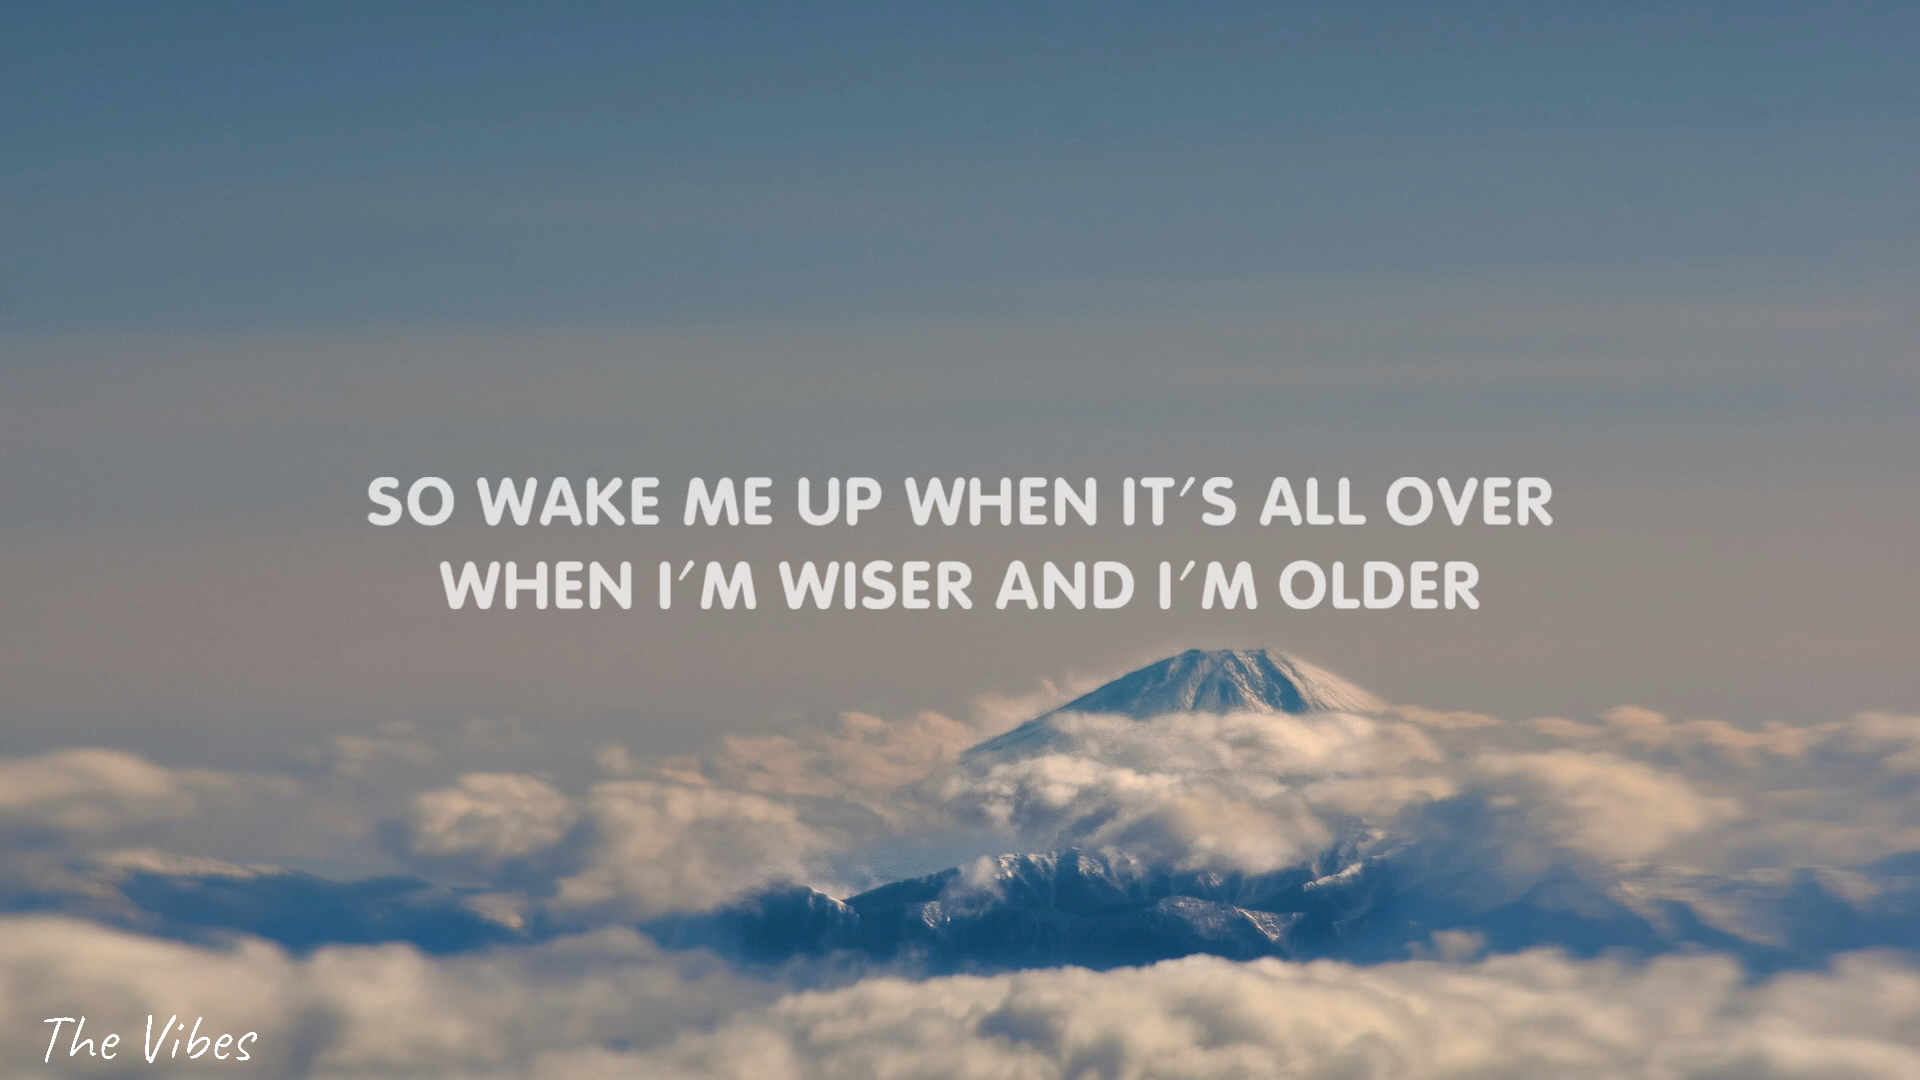 SO WAKE ME UP WHEN IT'S ALL OVER
WHEN I'M WISER AND I'M OLDER
The Vibes